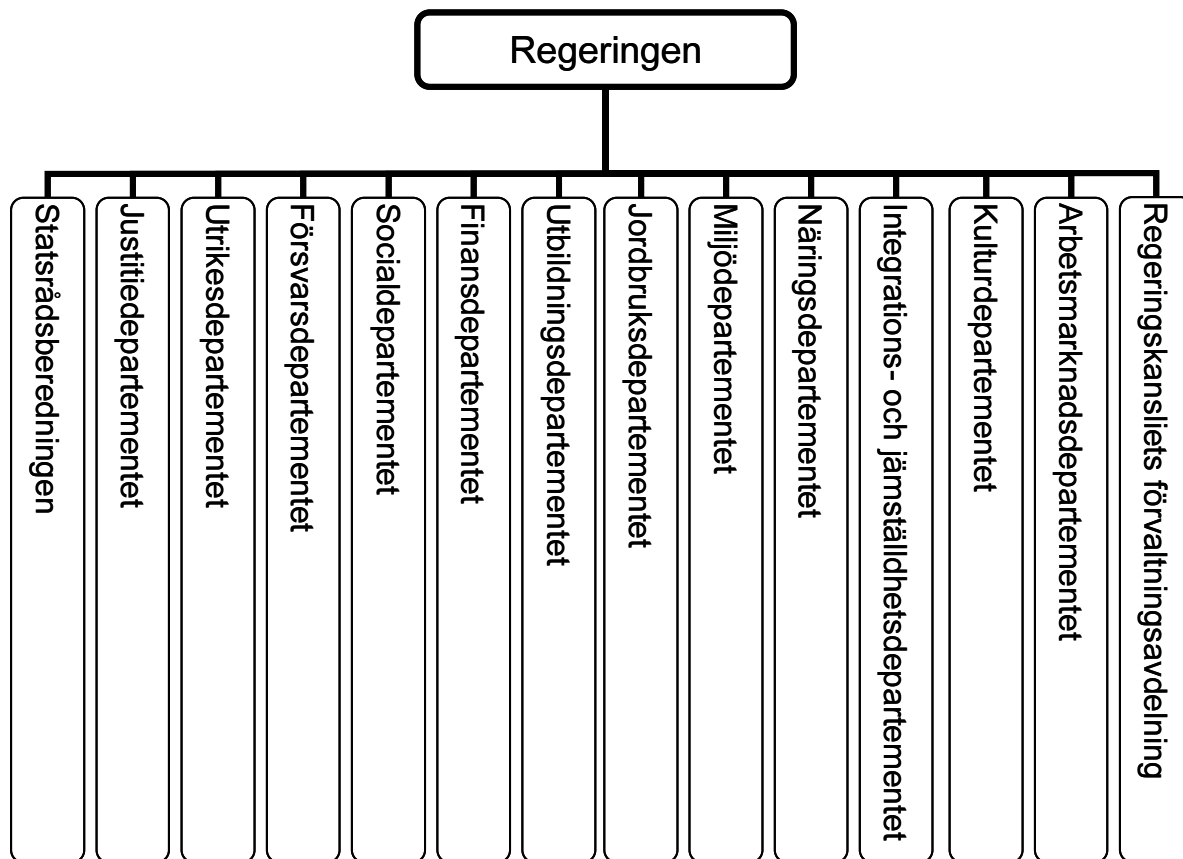 Regeringen
Statsrådsberedningen
Justitiedepartementet
Utrikesdepartementet
Försvarsdepartementet
Socialdepartementet
Finansdepartementet
Utbildningsdepartementet
Jordbruksdepartementet
Miljödepartementet
Näringsdepartementet
Integrations- och jämställdhetsdepartementet
Kulturdepartementet
Arbetsmarknadsdepartementet
Regeringskansliets förvaltningsavdelning